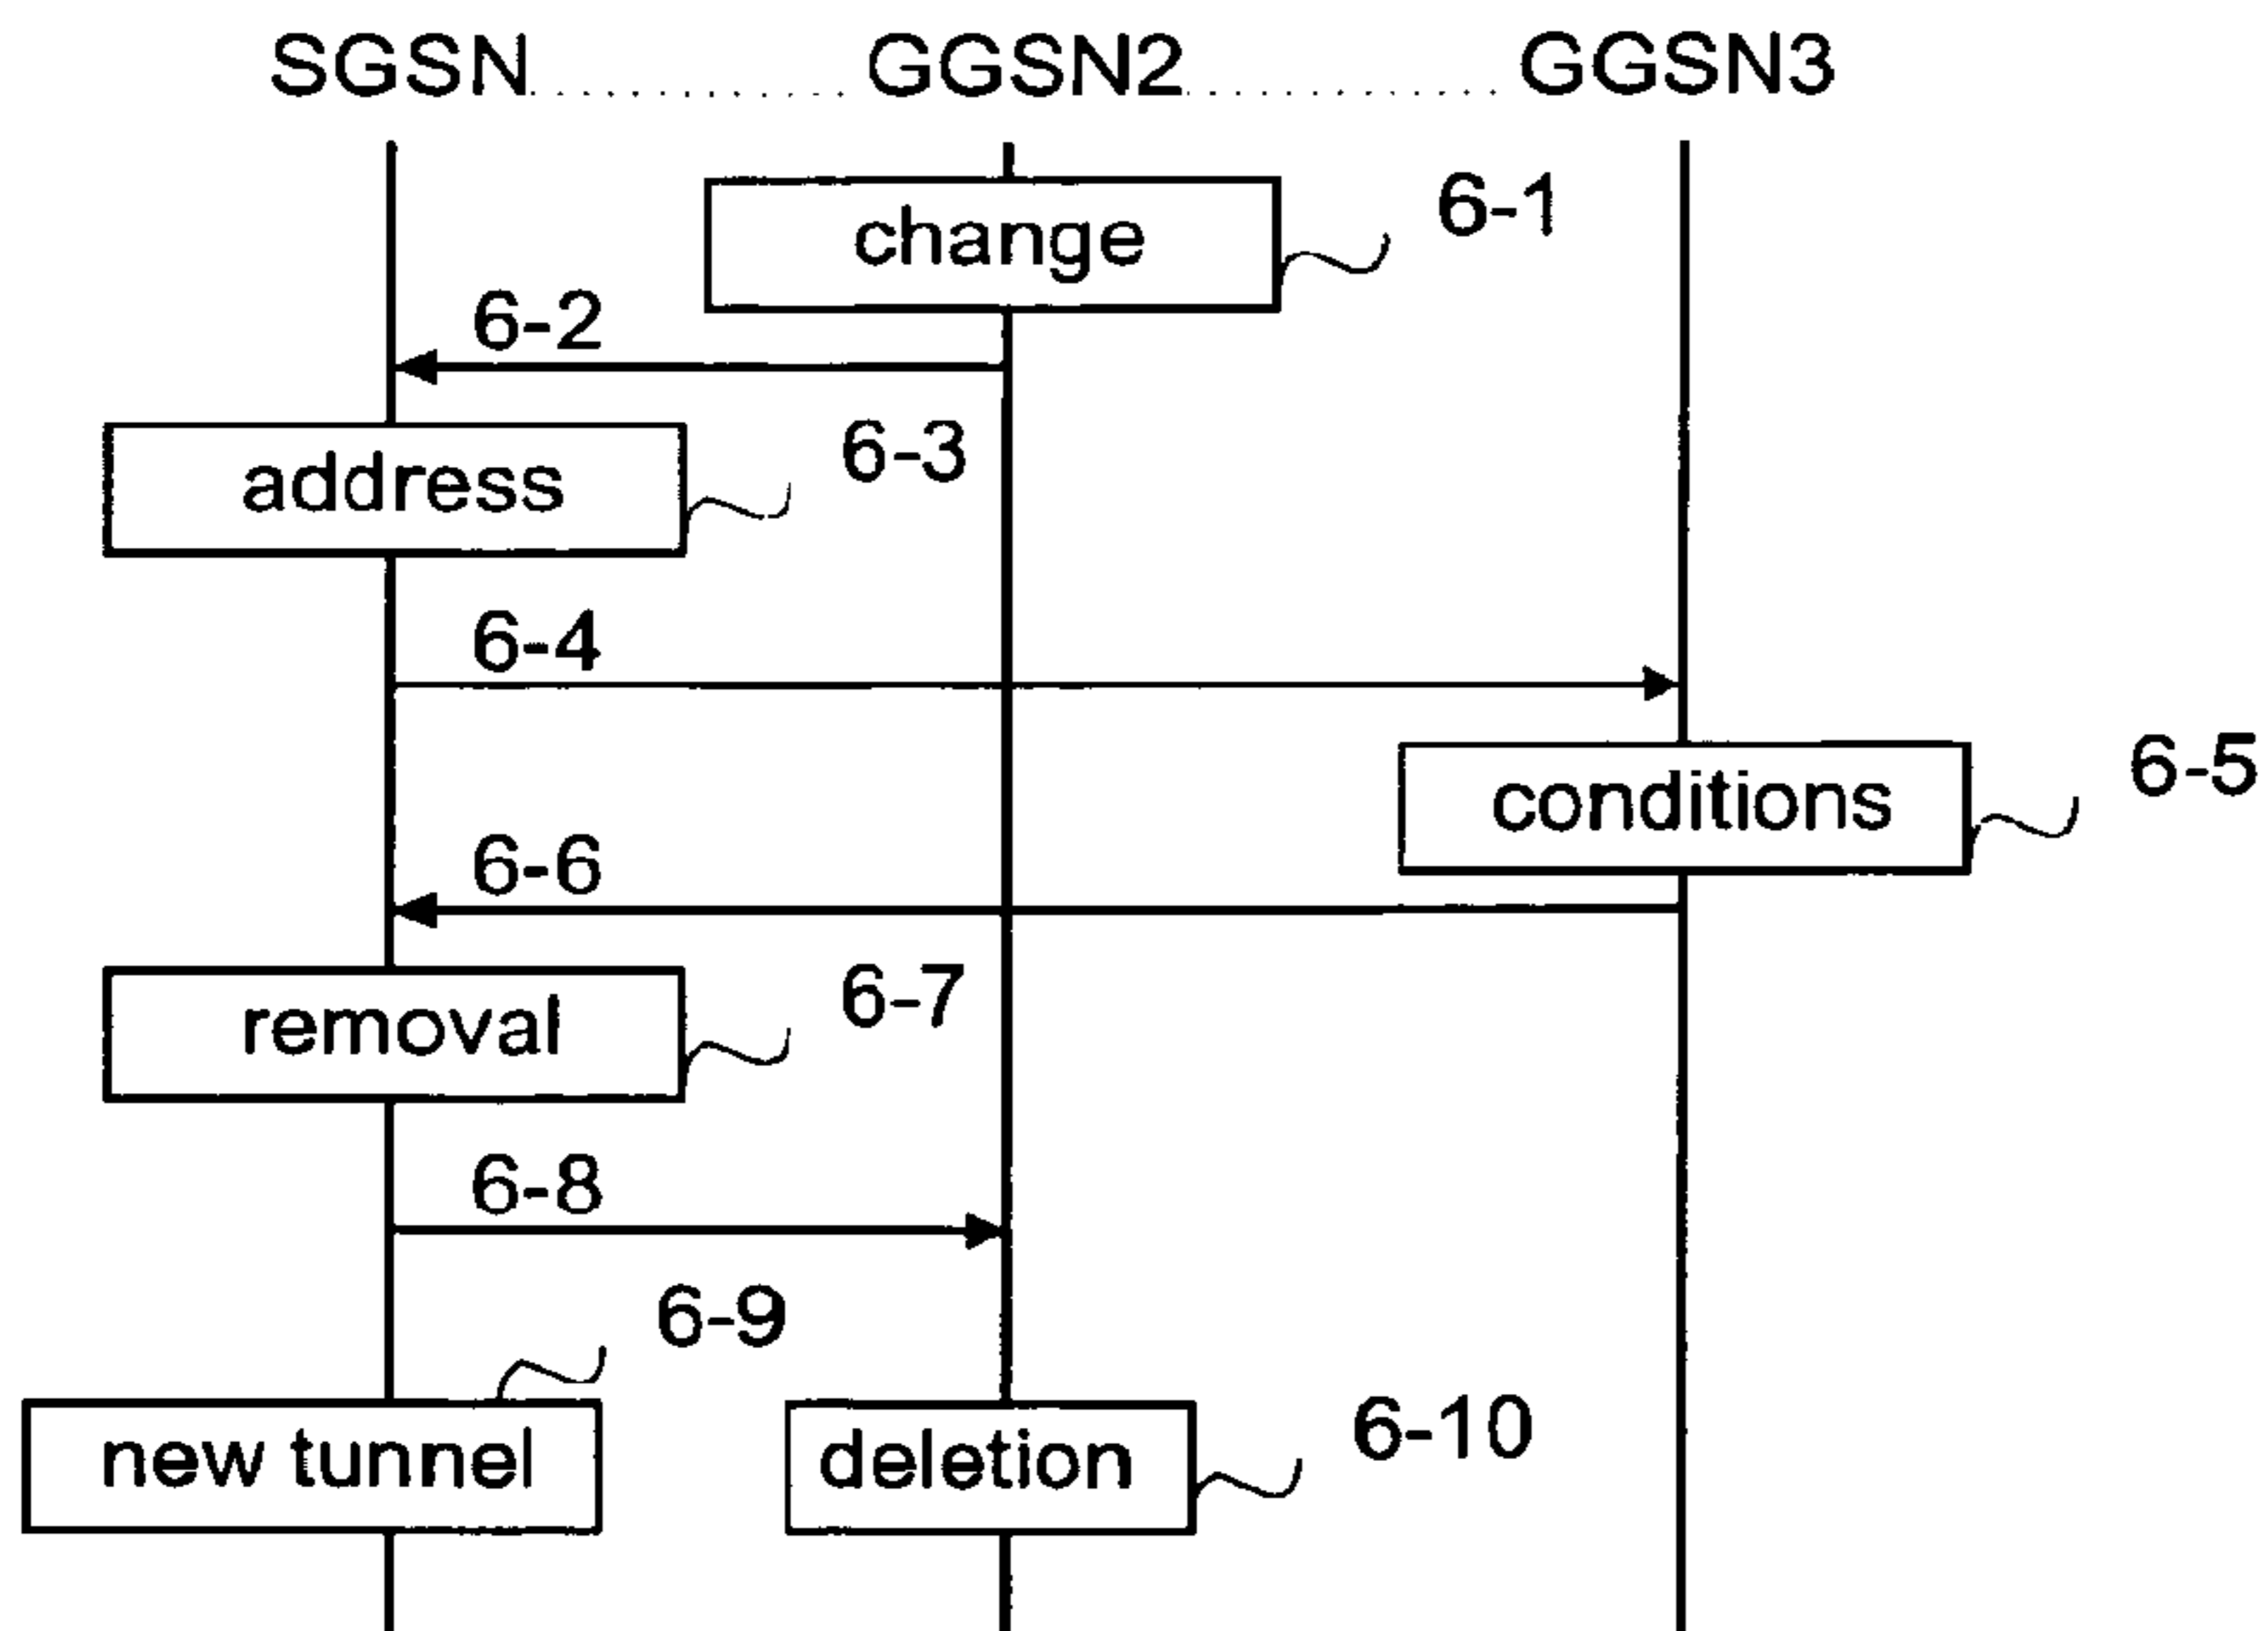 SGSN GGSN2 GGSN3
change 6-1
6-2
address 6-3
6-4
conditions 6-5
6-6
removal 6-7
6-8
6-9
new tunnel deletion 6-10